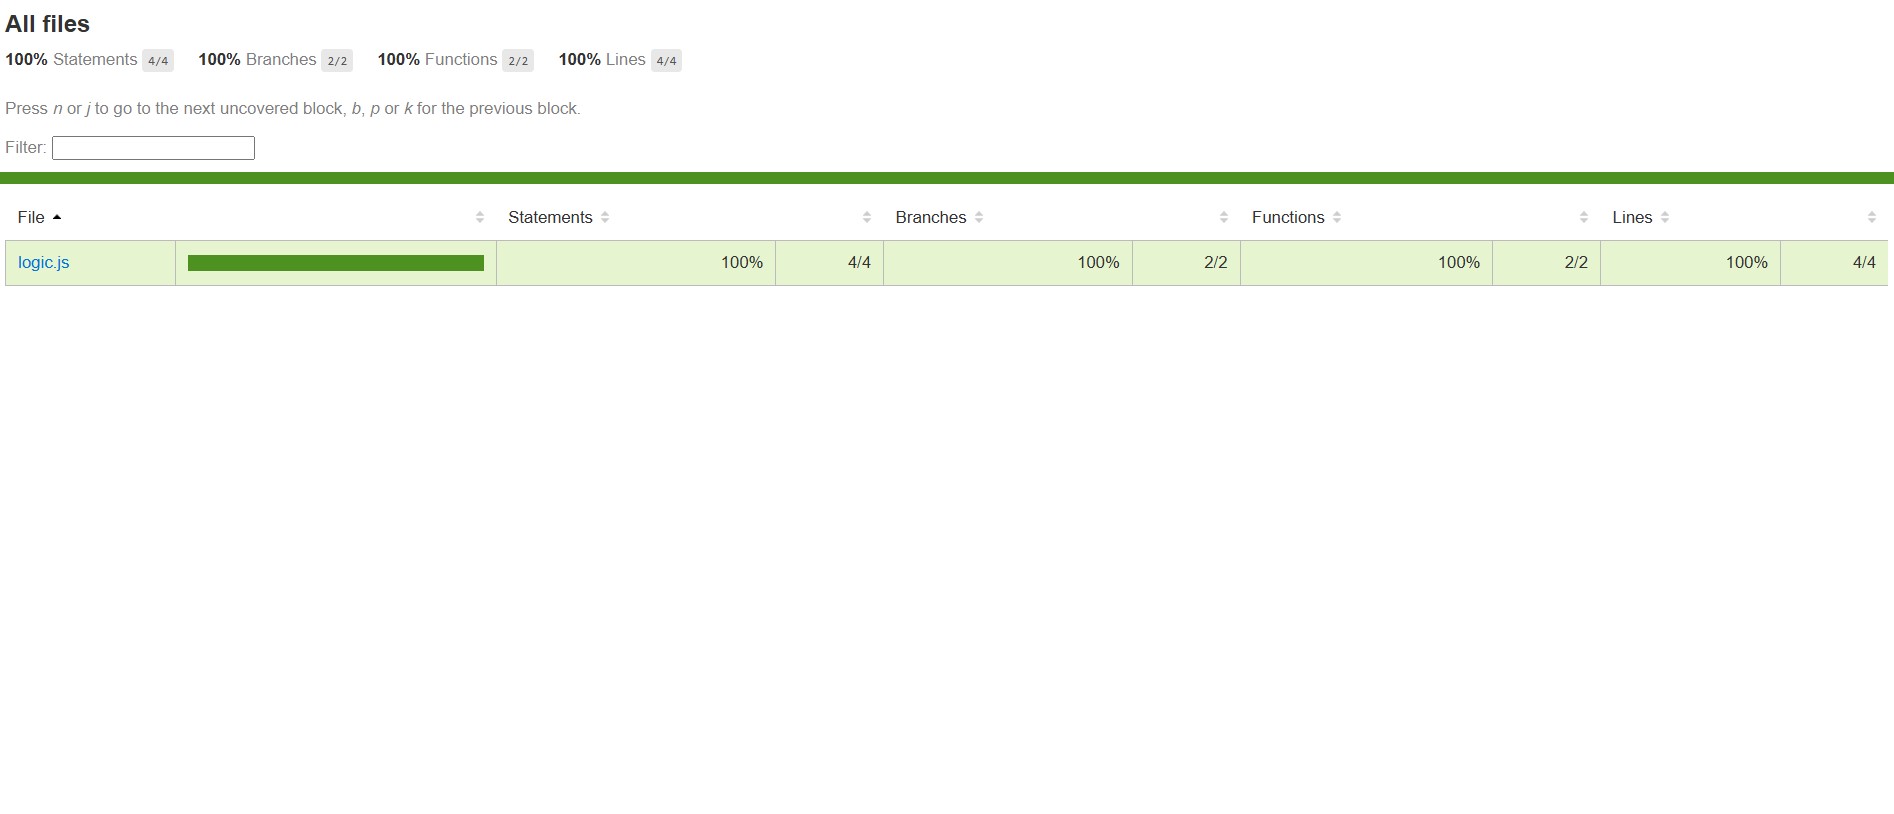 All files
100% Statements 4/4 100% Branches 2/2 100% Functions 2/2 100% Lines 4/4
Press n or j to go to the next uncovered block, b, p or k for the previous block.
Filter:
File Statements Branches Functions Lines
logic.js 100% 4/4 100% 2/2 100% 2/2 100% 4/4